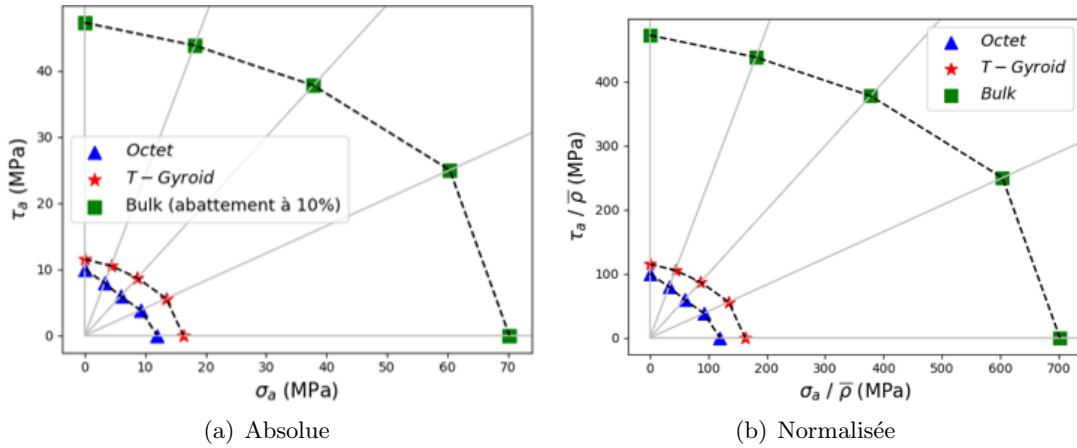 40
30
20
10
0
τₐ (MPa)
Octet
T − Gyroid
Bulk (abattement à 10%)
0 10 20 30 40 50 60 70
σₐ (MPa)
(a) Absolue
400
300
200
100
0
τₐ / ρ̅ (MPa)
Octet
T − Gyroid
Bulk
0 100 200 300 400 500 600 700
σₐ / ρ̅ (MPa)
(b) Normalisée